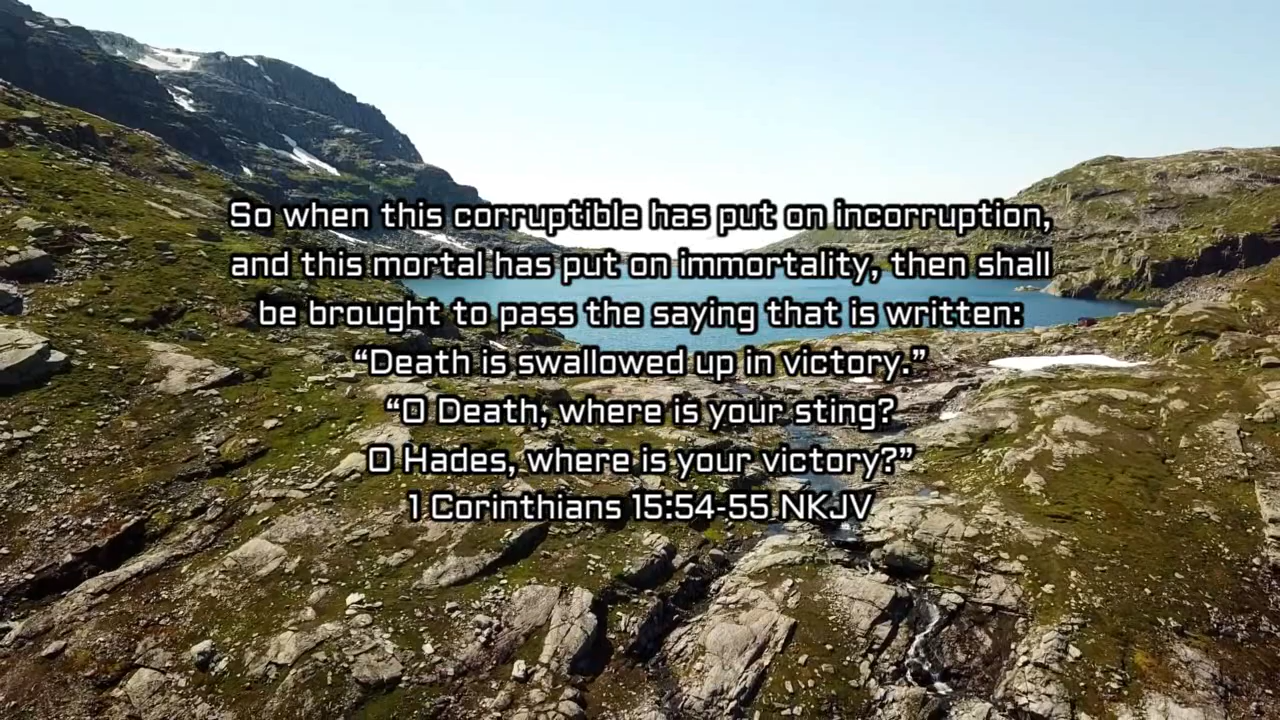 So when this corruptible has put on incorruption,
and this mortal has put on immortality, then shall
be brought to pass the saying that is written:
“Death is swallowed up in victory.”
“O Death, where is your sting?
O Hades, where is your victory?”
1 Corinthians 15:54-55 NKJV